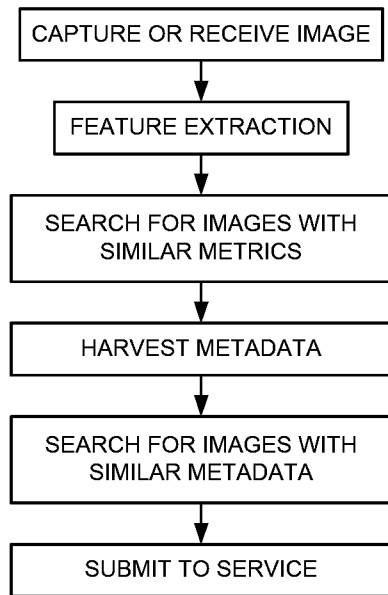 CAPTURE OR RECEIVE IMAGE
FEATURE EXTRACTION
SEARCH FOR IMAGES WITH
SIMILAR METRICS
HARVEST METADATA
SEARCH FOR IMAGES WITH
SIMILAR METADATA
SUBMIT TO SERVICE